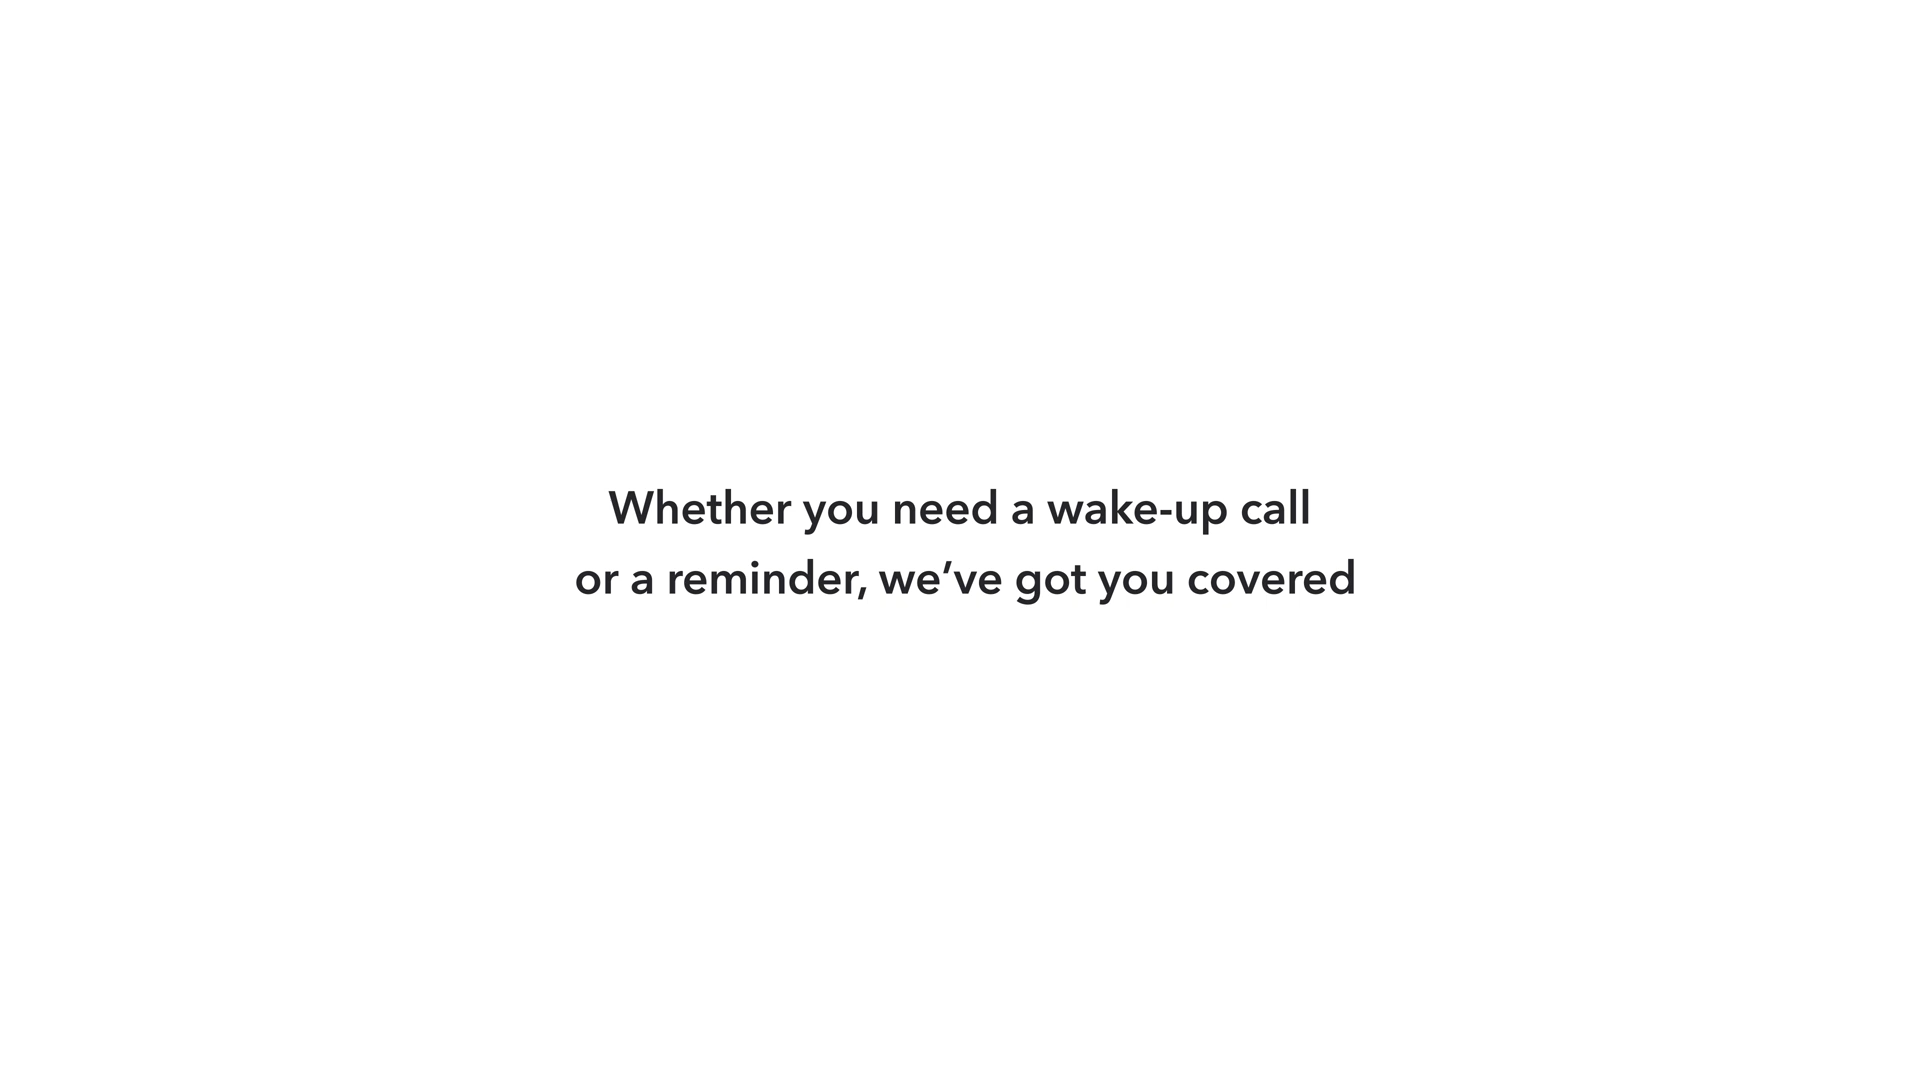 Whether you need a wake-up call
or a reminder, we’ve got you covered